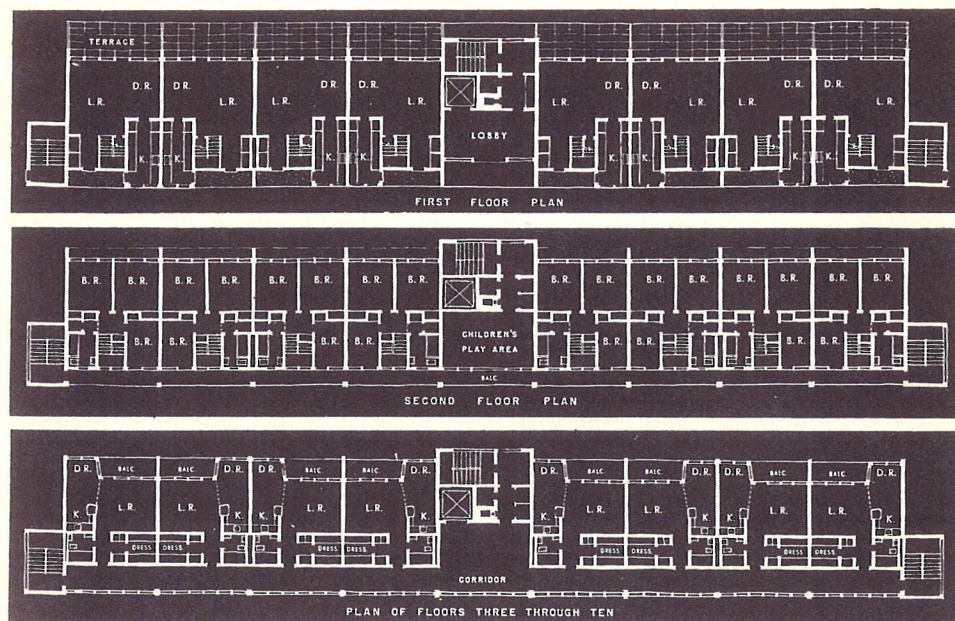 TERRACE
D.R. D.R. D.R. D.R. D.R. D.R. D.R. D.R.
L.R. L.R. L.R. L.R. L.R. L.R. L.R. L.R.
LOBBY
K. K. K. K. K. K. K. K.
FIRST FLOOR PLAN
B.R. B.R. B.R. B.R. B.R. B.R. B.R. B.R. B.R. B.R. B.R. B.R. B.R. B.R. B.R. B.R.
CHILDREN'S
B.R. B.R. B.R. B.R. PLAY AREA B.R. B.R. B.R. B.R.
BALC.
SECOND FLOOR PLAN
D.R. BALC. BALC. D.R. D.R. BALC. BALC. D.R. D.R. BALC. BALC. D.R. D.R. BALC. BALC. D.R.
L.R. L.R. L.R. L.R. L.R. L.R. L.R. L.R.
K. K. K. K. K. K. K. K.
DRESS. DRESS. DRESS. DRESS. DRESS. DRESS. DRESS. DRESS.
CORRIDOR
PLAN OF FLOORS THREE THROUGH TEN